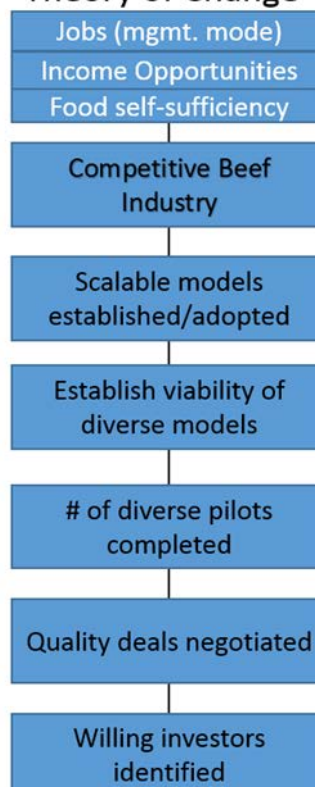 Theory of Change
Jobs (mgmt. mode)
Income Opportunities
Food self-sufficiency
Competitive Beef
Industry
Scalable models
established/adopted
Establish viability of
diverse models
# of diverse pilots
completed
Quality deals negotiated
Willing investors
identified